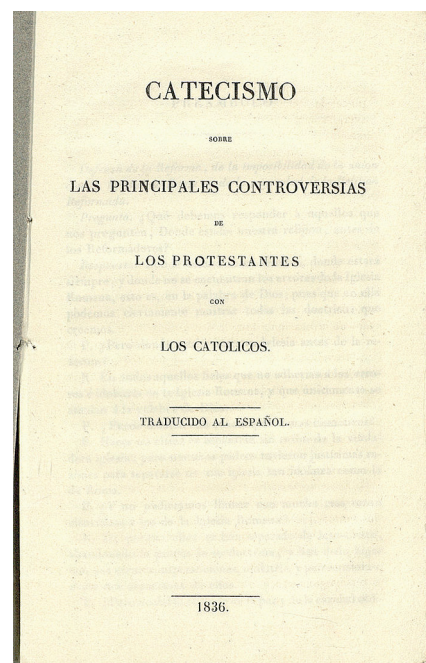 CATECISMO
SOBRE
LAS PRINCIPALES CONTROVERSIAS
DE
LOS PROTESTANTES
CON
LOS CATOLICOS.
TRADUCIDO AL ESPAÑOL.
1836.